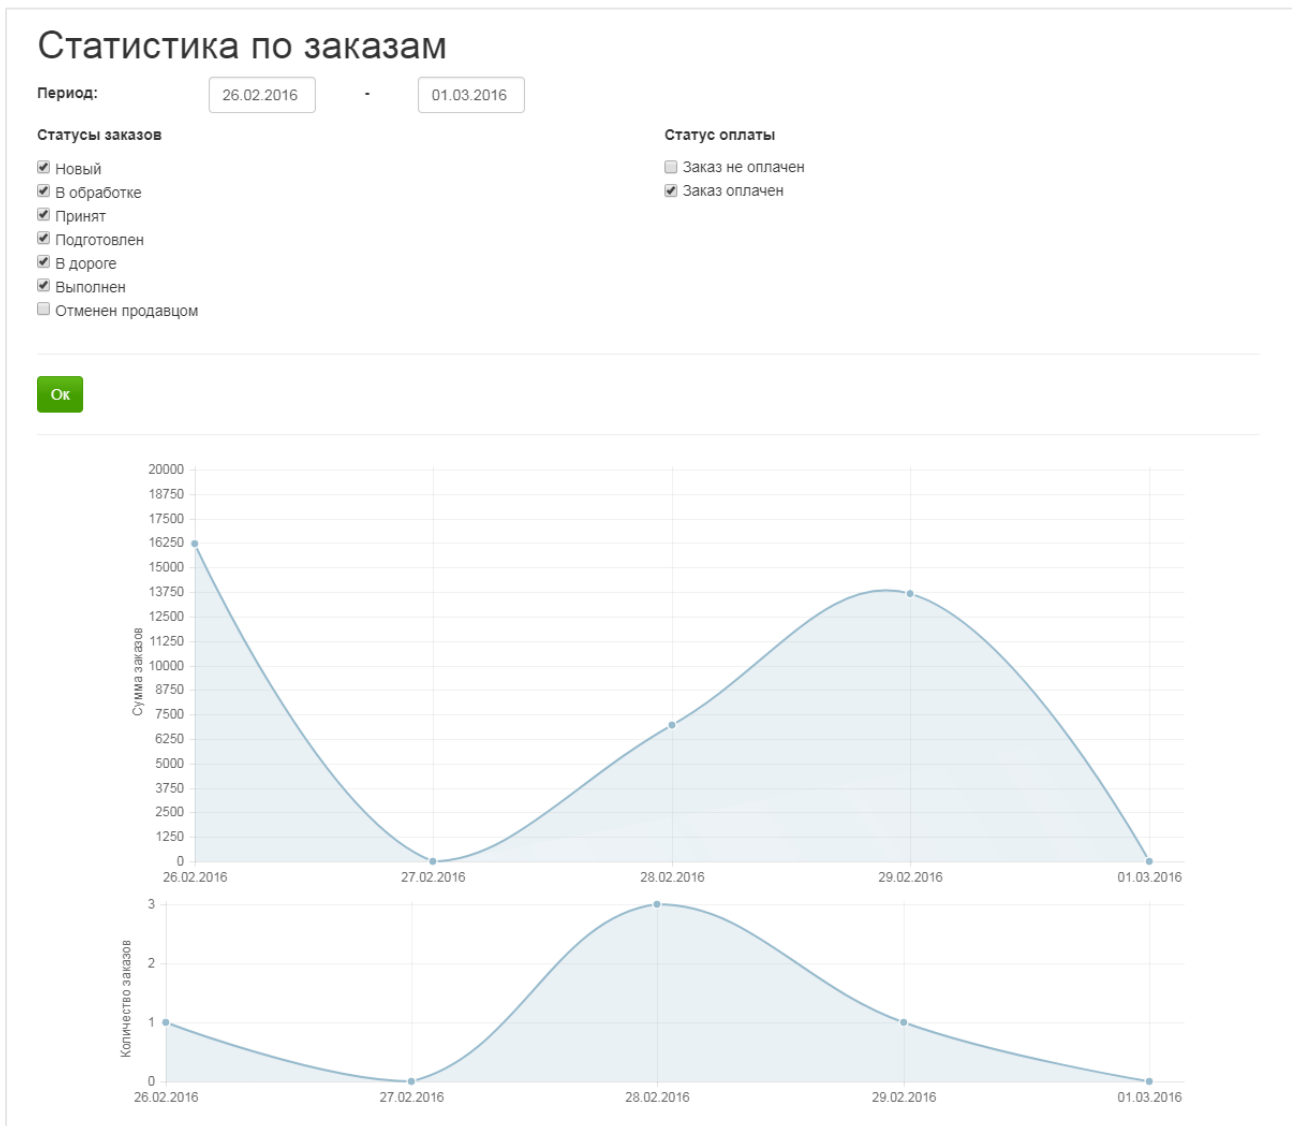 Статистика по заказам
Период: 26.02.2016 - 01.03.2016
Статусы заказов
Новый
В обработке
Принят
Подготовлен
В дороге
Выполнен
Отменен продавцом
Статус оплаты
Заказ не оплачен
Заказ оплачен
Ок
Сумма заказов
20000
18750
17500
16250
15000
13750
12500
11250
10000
8750
7500
6250
5000
3750
2500
1250
0
26.02.2016 27.02.2016 28.02.2016 29.02.2016 01.03.2016
Количество заказов
3
2
1
0
26.02.2016 27.02.2016 28.02.2016 29.02.2016 01.03.2016